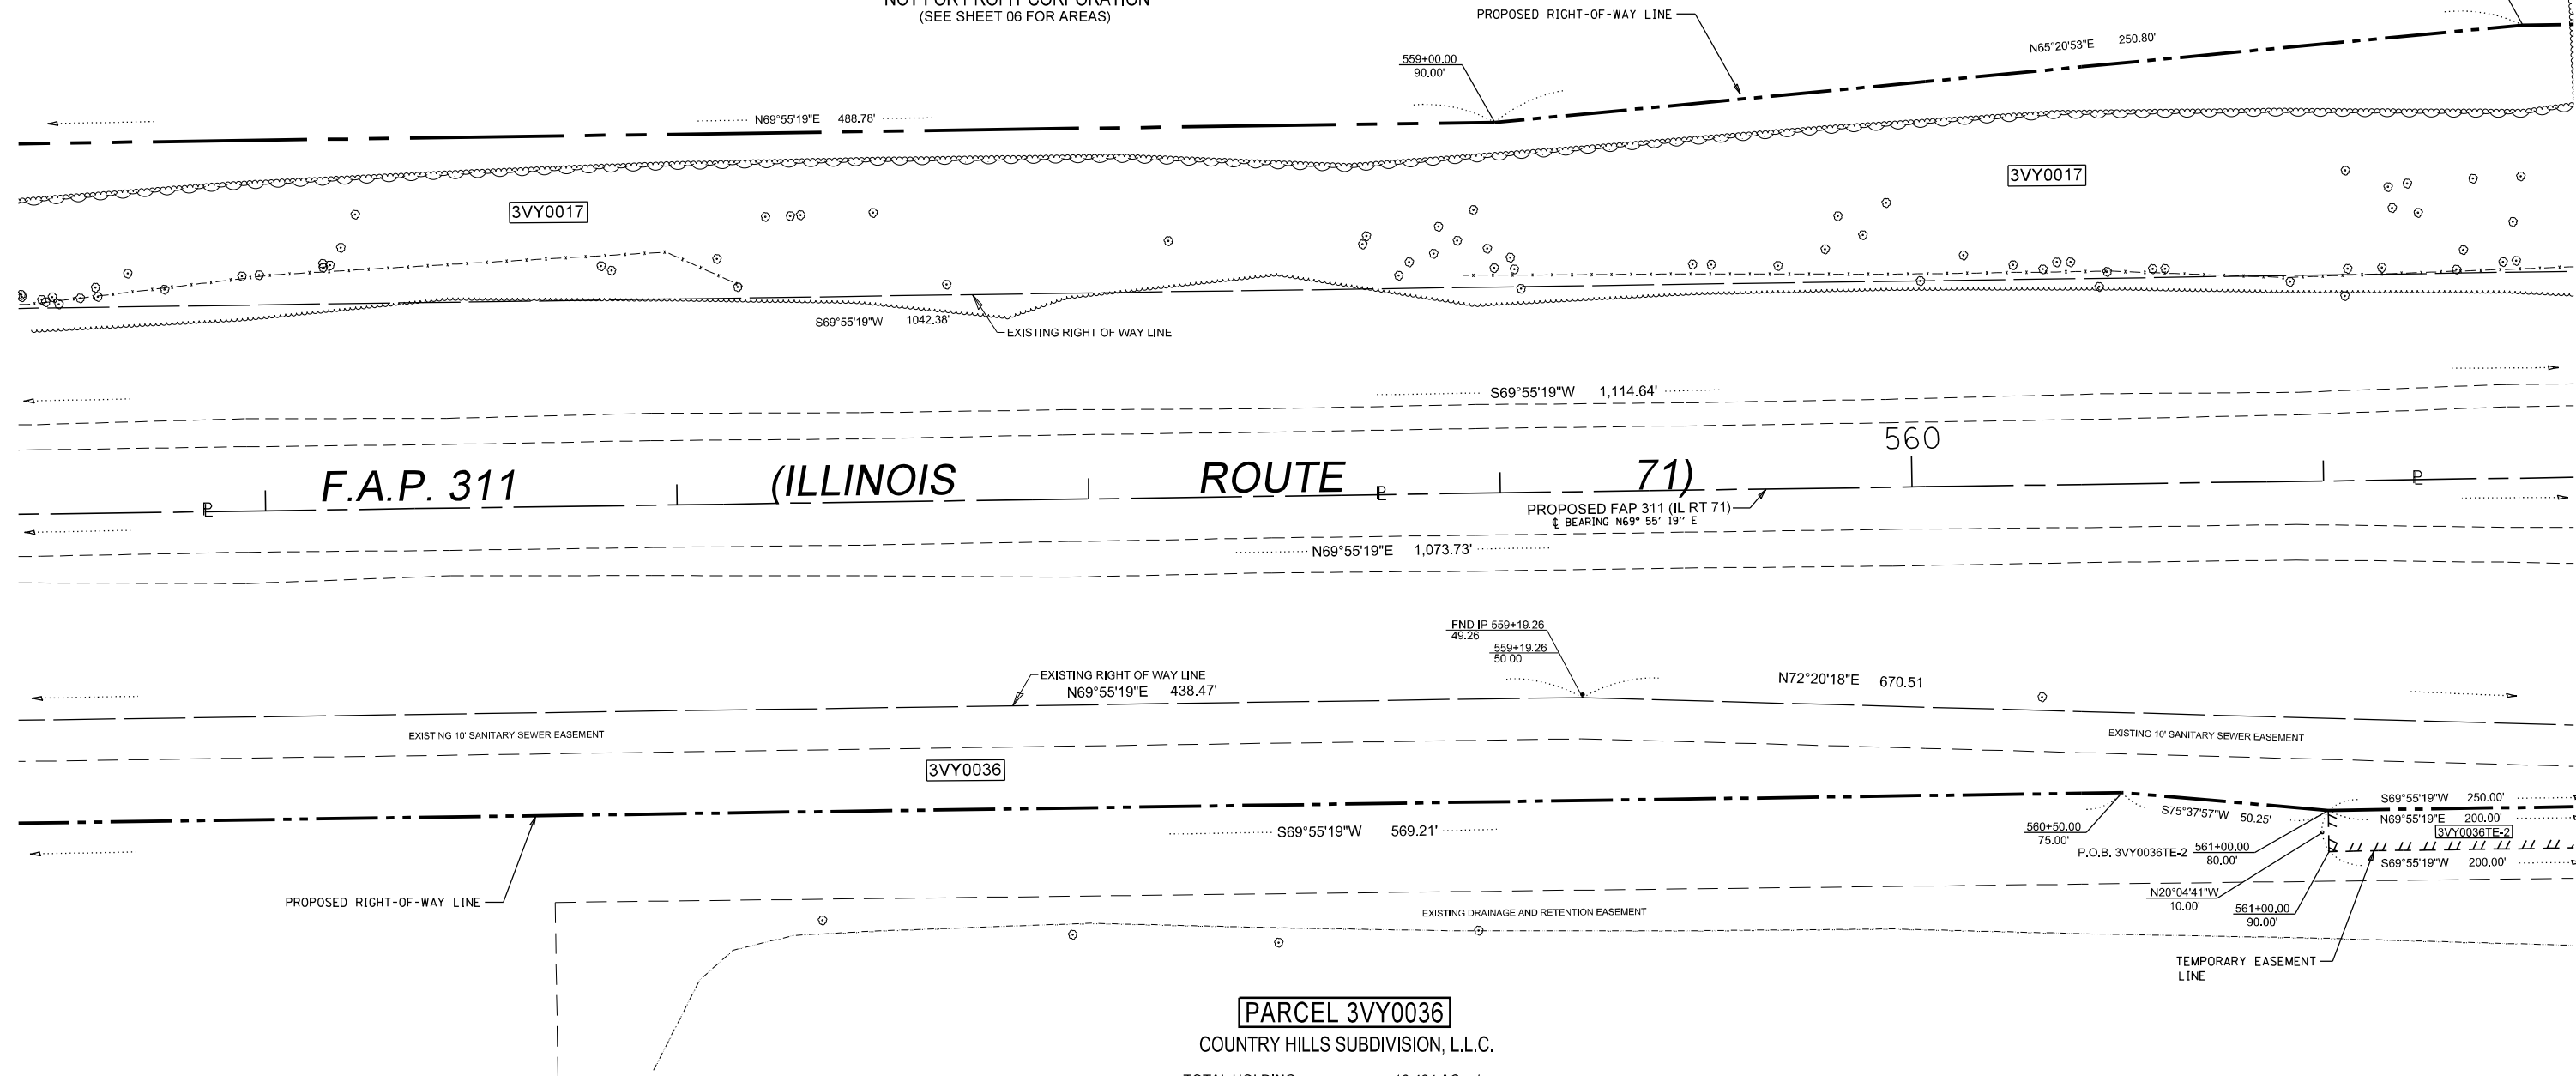 NOT FOR PROFIT CORPORATION
(SEE SHEET 06 FOR AREAS)
PROPOSED RIGHT-OF-WAY LINE
N65°20'53"E 250.80'
559+00.00
90.00'
N69°55'19"E 488.78'
3VY0017
3VY0017
S69°55'19"W 1042.38'
EXISTING RIGHT OF WAY LINE
S69°55'19"W 1,114.64'
560
F.A.P. 311 (ILLINOIS ROUTE 71)
PROPOSED FAP 311 (IL RT 71)
℄ BEARING N69° 55' 19" E
N69°55'19"E 1,073.73'
FND IP 559+19.26
49.26
559+19.26
50.00
EXISTING RIGHT OF WAY LINE
N69°55'19"E 438.47'
N72°20'18"E 670.51
EXISTING 10' SANITARY SEWER EASEMENT
EXISTING 10' SANITARY SEWER EASEMENT
3VY0036
S69°55'19"W 250.00'
S75°37'57"W 50.25'
N69°55'19"E 200.00'
560+50.00
75.00'
3VY0036TE-2
S69°55'19"W 569.21'
P.O.B. 3VY0036TE-2 561+00.00
80.00'
S69°55'19"W 200.00'
N20°04'41"W
10.00'
561+00.00
90.00'
PROPOSED RIGHT-OF-WAY LINE
EXISTING DRAINAGE AND RETENTION EASEMENT
TEMPORARY EASEMENT
LINE
PARCEL 3VY0036
COUNTRY HILLS SUBDIVISION, L.L.C.
TOTAL HOLDING